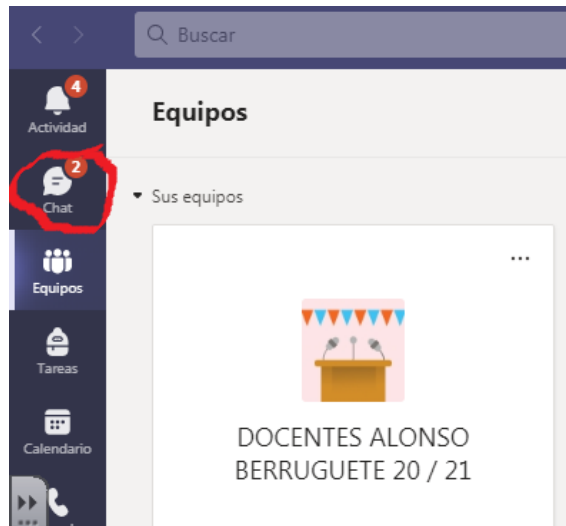 Buscar
4
Actividad
Equipos
2
Chat
Sus equipos
Equipos
Tareas
DOCENTES ALONSO
BERRUGUETE 20 / 21
Calendario